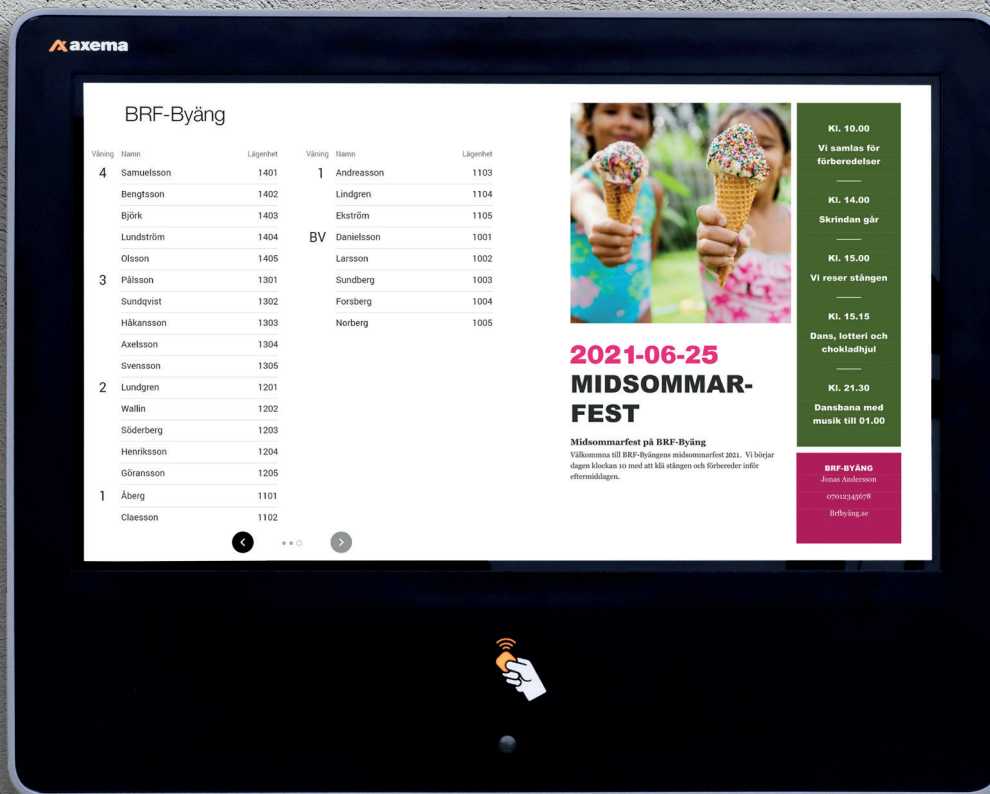 axema
BRF-Byäng
Våning Namn Lägenhet
4 Samuelsson 1401
Bengtsson 1402
Björk 1403
Lundström 1404
Olsson 1405
3 Pålsson 1301
Sundqvist 1302
Håkansson 1303
Axelsson 1304
Svensson 1305
2 Lundgren 1201
Wallin 1202
Söderberg 1203
Henriksson 1204
Göransson 1205
1 Åberg 1101
Claesson 1102
Våning Namn Lägenhet
1 Andreasson 1103
Lindgren 1104
Ekström 1105
BV Danielsson 1001
Larsson 1002
Sundberg 1003
Forsberg 1004
Norberg 1005
2021-06-25
MIDSOMMAR-
FEST
Midsommarfest på BRF-Byäng
Välkommna till BRF-Byängens midsommarfest 2021. Vi börjar
dagen klockan 10 med att klä stången och förbereder inför
eftermiddagen.
Kl. 10.00
Vi samlas för
förberedelser
Kl. 14.00
Skrindan går
Kl. 15.00
Vi reser stången
Kl. 15.15
Dans, lotteri och
chokladhjul
Kl. 21.30
Dansbana med
musik till 01.00
BRF-BYÄNG
Jonas Andersson
07012345678
Brfbyäng.se